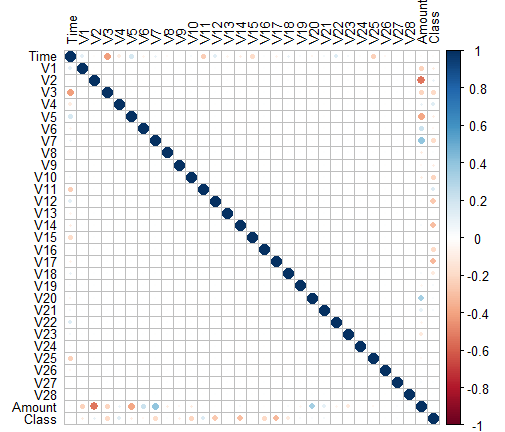 Time
V1
V2
V3
V4
V5
V6
V7
V8
V9
V10
V11
V12
V13
V14
V15
V16
V17
V18
V19
V20
V21
V22
V23
V24
V25
V26
V27
V28
Amount
Class
Time
V1
V2
V3
V4
V5
V6
V7
V8
V9
V10
V11
V12
V13
V14
V15
V16
V17
V18
V19
V20
V21
V22
V23
V24
V25
V26
V27
V28
Amount
Class
1
0.8
0.6
0.4
0.2
0
-0.2
-0.4
-0.6
-0.8
-1